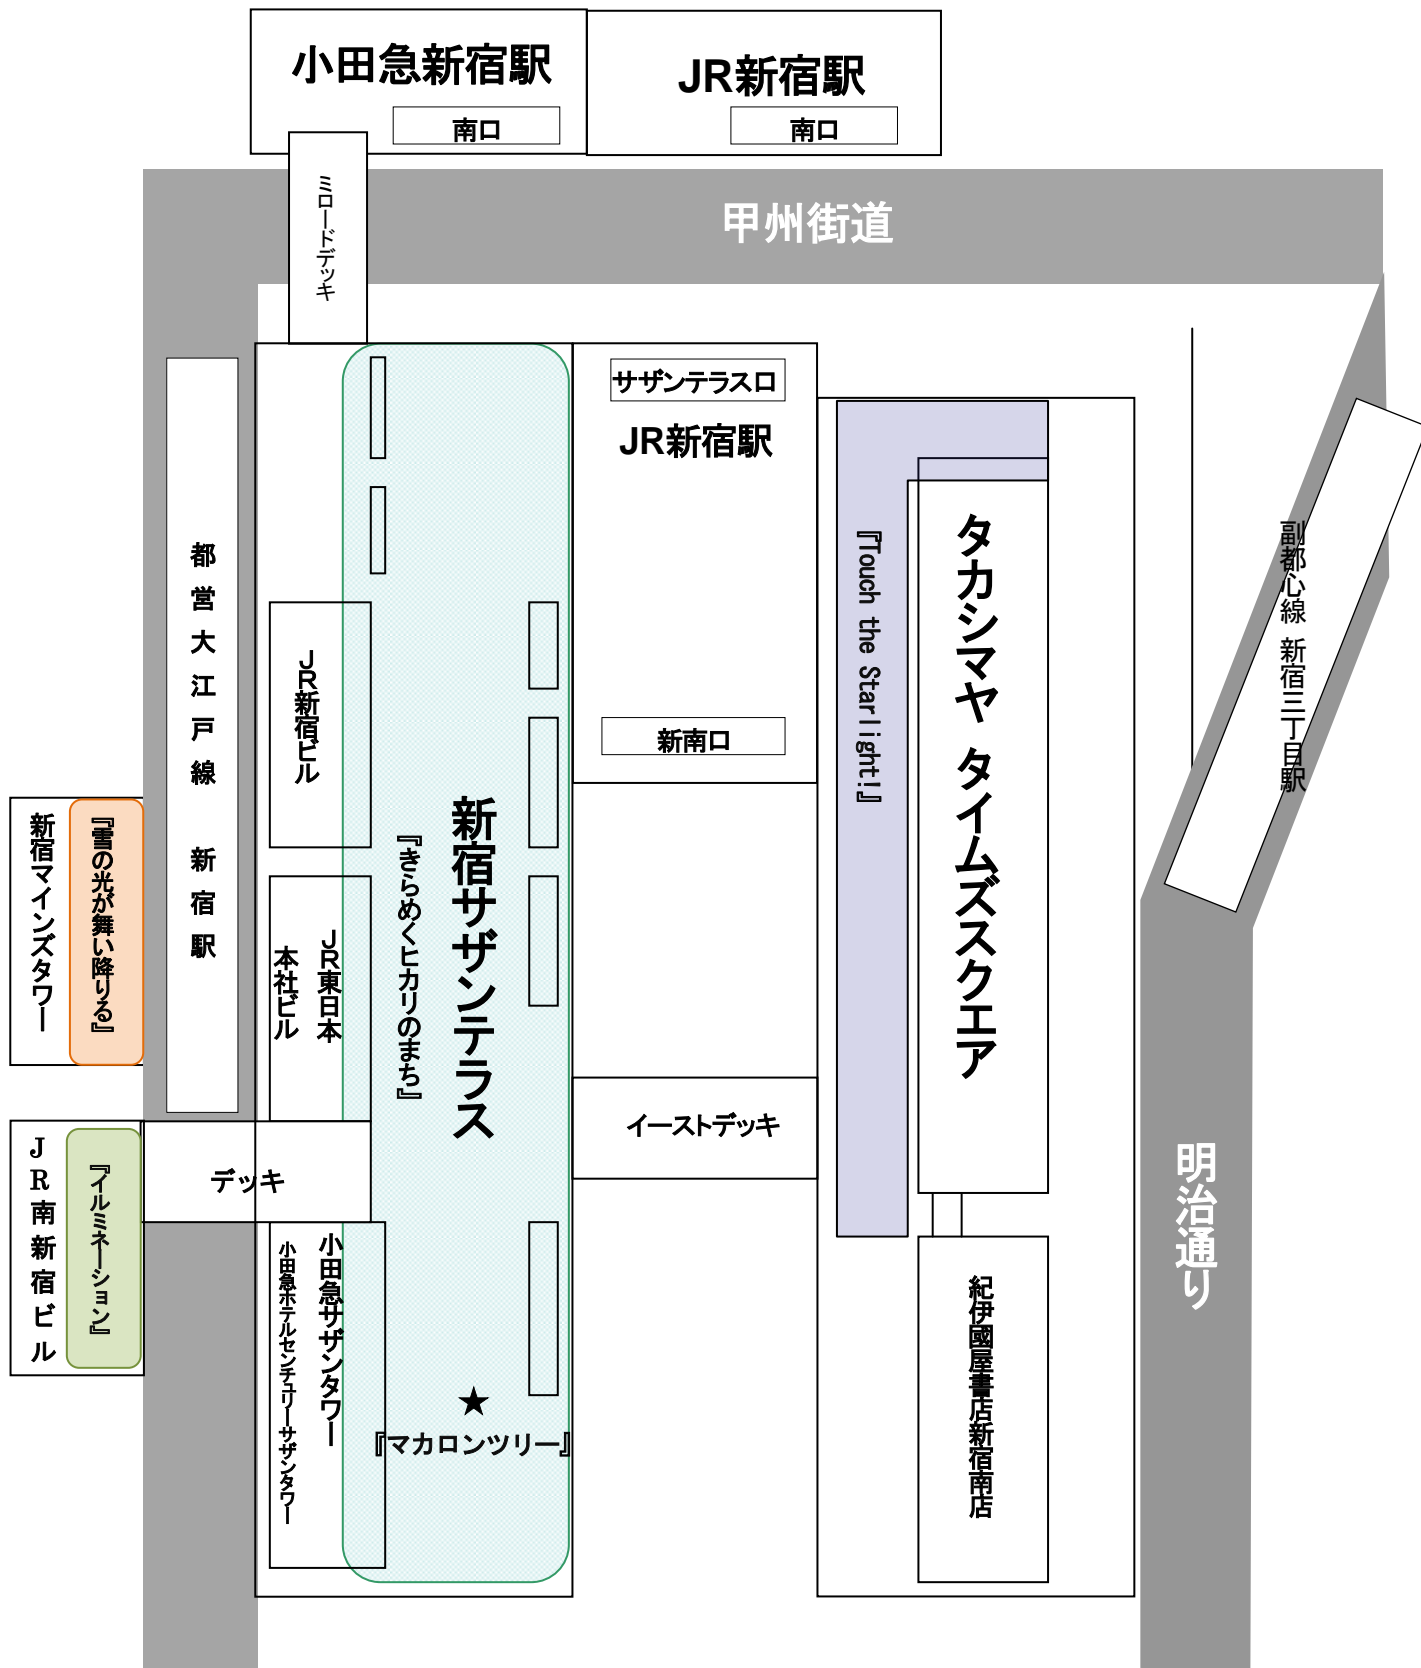 小田急新宿駅
南口
JR新宿駅
南口
ミロードデッキ
甲州街道
サザンテラス口
JR新宿駅
新南口
都営大江戸線 新宿駅
JR新宿ビル
JR東日本
本社ビル
新宿サザンテラス
『きらめくヒカリのまち』
『Touch the Starlight!』
タカシマヤ タイムズスクエア
副都心線 新宿三丁目駅
新宿マインズタワー
『雪の光が舞い降りる』
イーストデッキ
デッキ
JR南新宿ビル
『イルミネーション』
小田急サザンタワー
小田急ホテルセンチュリーサザンタワー
★
『マカロンツリー』
紀伊國屋書店新宿南店
明治通り